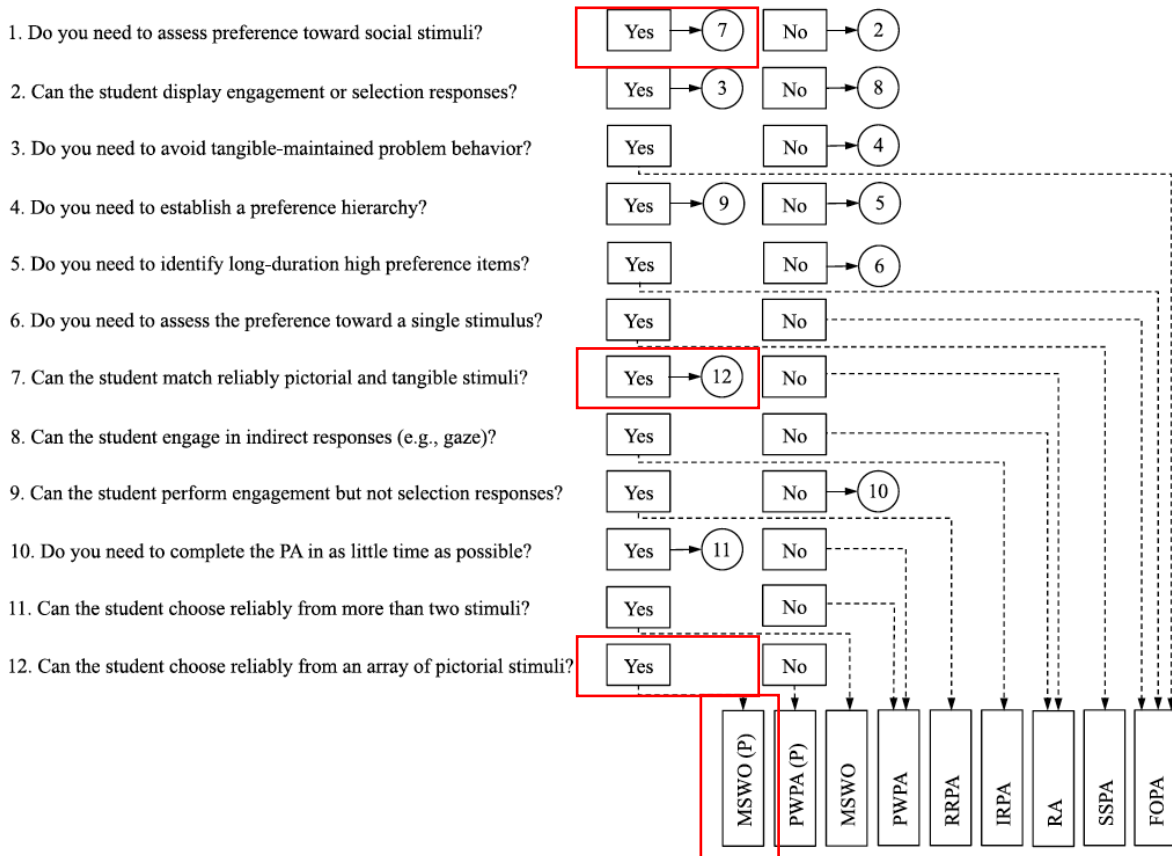 1. Do you need to assess preference toward social stimuli? Yes 7 No 2
2. Can the student display engagement or selection responses? Yes 3 No 8
3. Do you need to avoid tangible-maintained problem behavior? Yes No 4
4. Do you need to establish a preference hierarchy? Yes 9 No 5
5. Do you need to identify long-duration high preference items? Yes No 6
6. Do you need to assess the preference toward a single stimulus? Yes No
7. Can the student match reliably pictorial and tangible stimuli? Yes 12 No
8. Can the student engage in indirect responses (e.g., gaze)? Yes No
9. Can the student perform engagement but not selection responses? Yes No 10
10. Do you need to complete the PA in as little time as possible? Yes 11 No
11. Can the student choose reliably from more than two stimuli? Yes No
12. Can the student choose reliably from an array of pictorial stimuli? Yes No
MSWO (P)
PWPA (P)
MSWO
PWPA
RRPA
IRPA
RA
SSPA
FOPA